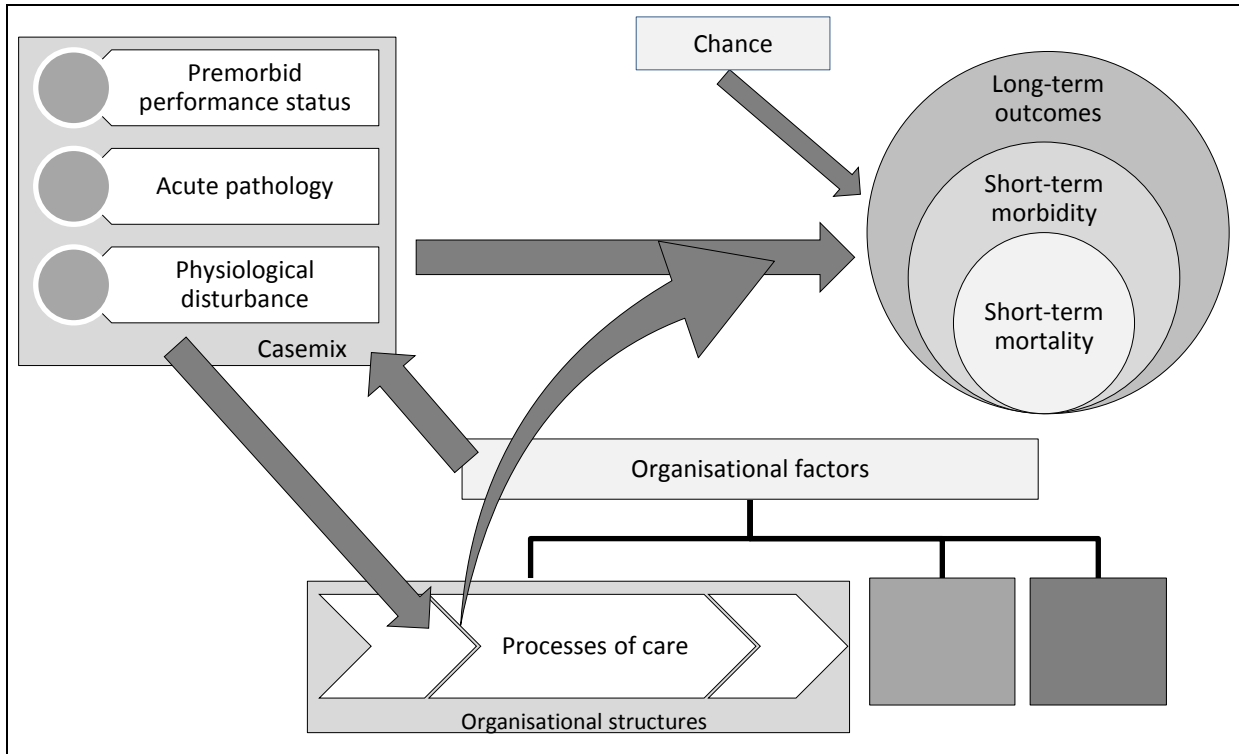 Premorbid
performance status
Acute pathology
Physiological
disturbance
Casemix
Chance
Long-term
outcomes
Short-term
morbidity
Short-term
mortality
Organisational factors
Processes of care
Organisational structures